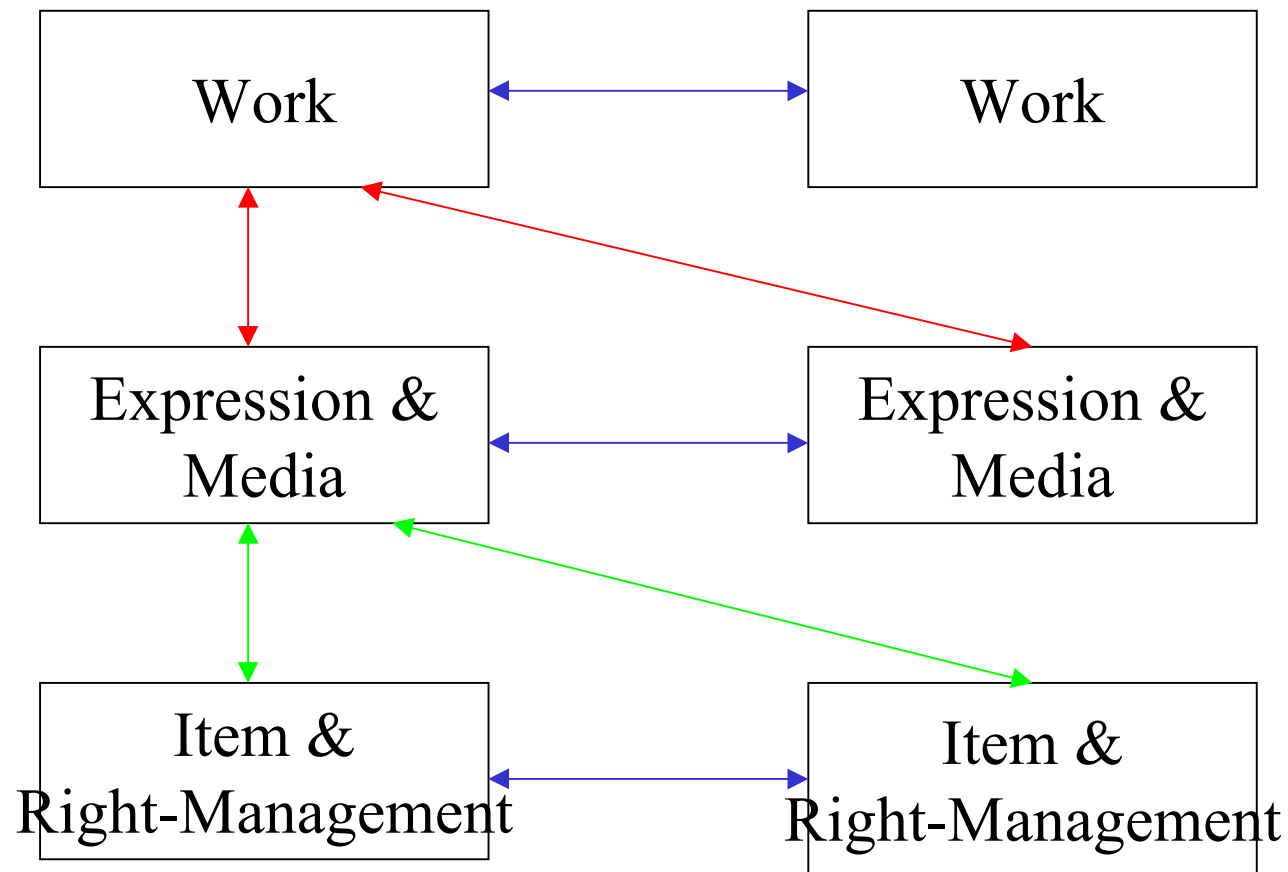 Work
Work
Expression &
Media
Expression &
Media
Item &
Right-Management
Item &
Right-Management